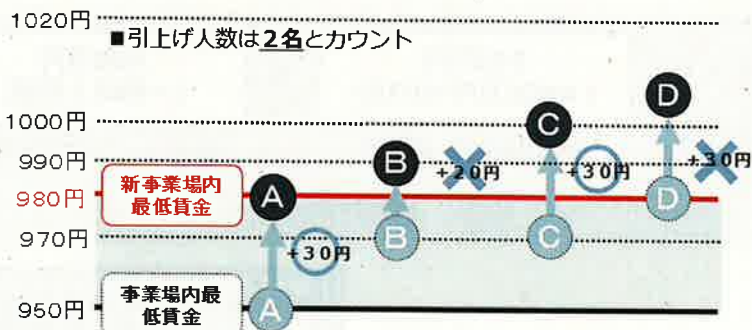 1020円
■引上げ人数は2名とカウント
1000円
990円
980円
970円
950円
新事業場内
最低賃金
事業場内最
低賃金
A
A
+30円
B
B
+20円
C
C
+30円
D
D
+30円